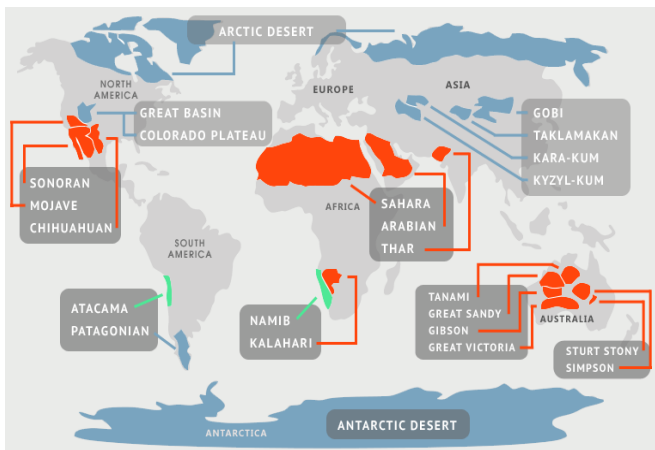 ARCTIC DESERT
NORTH
AMERICA
EUROPE
ASIA
GREAT BASIN
COLORADO PLATEAU
GOBI
TAKLAMAKAN
KARA-KUM
KYZYL-KUM
SONORAN
MOJAVE
CHIHUAHUAN
SAHARA
ARABIAN
THAR
AFRICA
SOUTH
AMERICA
ATACAMA
PATAGONIAN
NAMIB
KALAHARI
TANAMI
GREAT SANDY
GIBSON
GREAT VICTORIA
AUSTRALIA
STURT STONY
SIMPSON
ANTARCTICA
ANTARCTIC DESERT